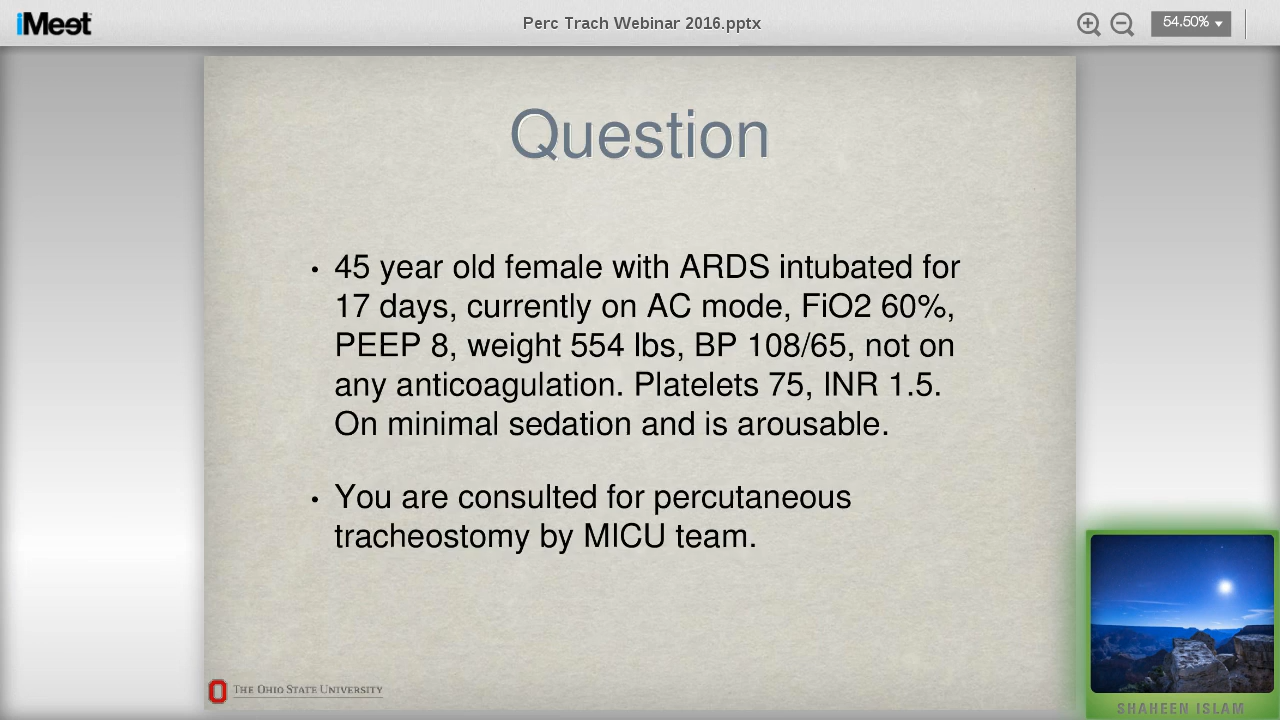 iMeet
Perc Trach Webinar 2016.pptx
54.50%
Question
• 45 year old female with ARDS intubated for
17 days, currently on AC mode, FiO2 60%,
PEEP 8, weight 554 lbs, BP 108/65, not on
any anticoagulation. Platelets 75, INR 1.5.
On minimal sedation and is arousable.
• You are consulted for percutaneous
tracheostomy by MICU team.
THE OHIO STATE UNIVERSITY
SHAHEEN ISLAM